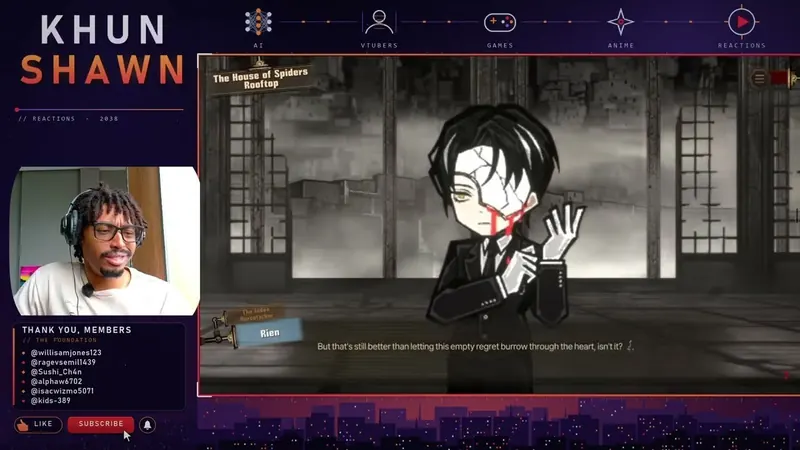 KHUN
SHAWN
// REACTIONS - 2038
AI
VTUBERS
GAMES
ANIME
REACTIONS
The House of Spiders
Rooftop
Rien
But that's still better than letting this empty regret burrow through the heart, isn't it?
THANK YOU, MEMBERS
// THE FOUNDATION
@willisamjones123
@ragevsemil1439
@Sushi_Ch4n
@alphaw6702
@isacwizmo5071
@kids-389
LIKE
SUBSCRIBE